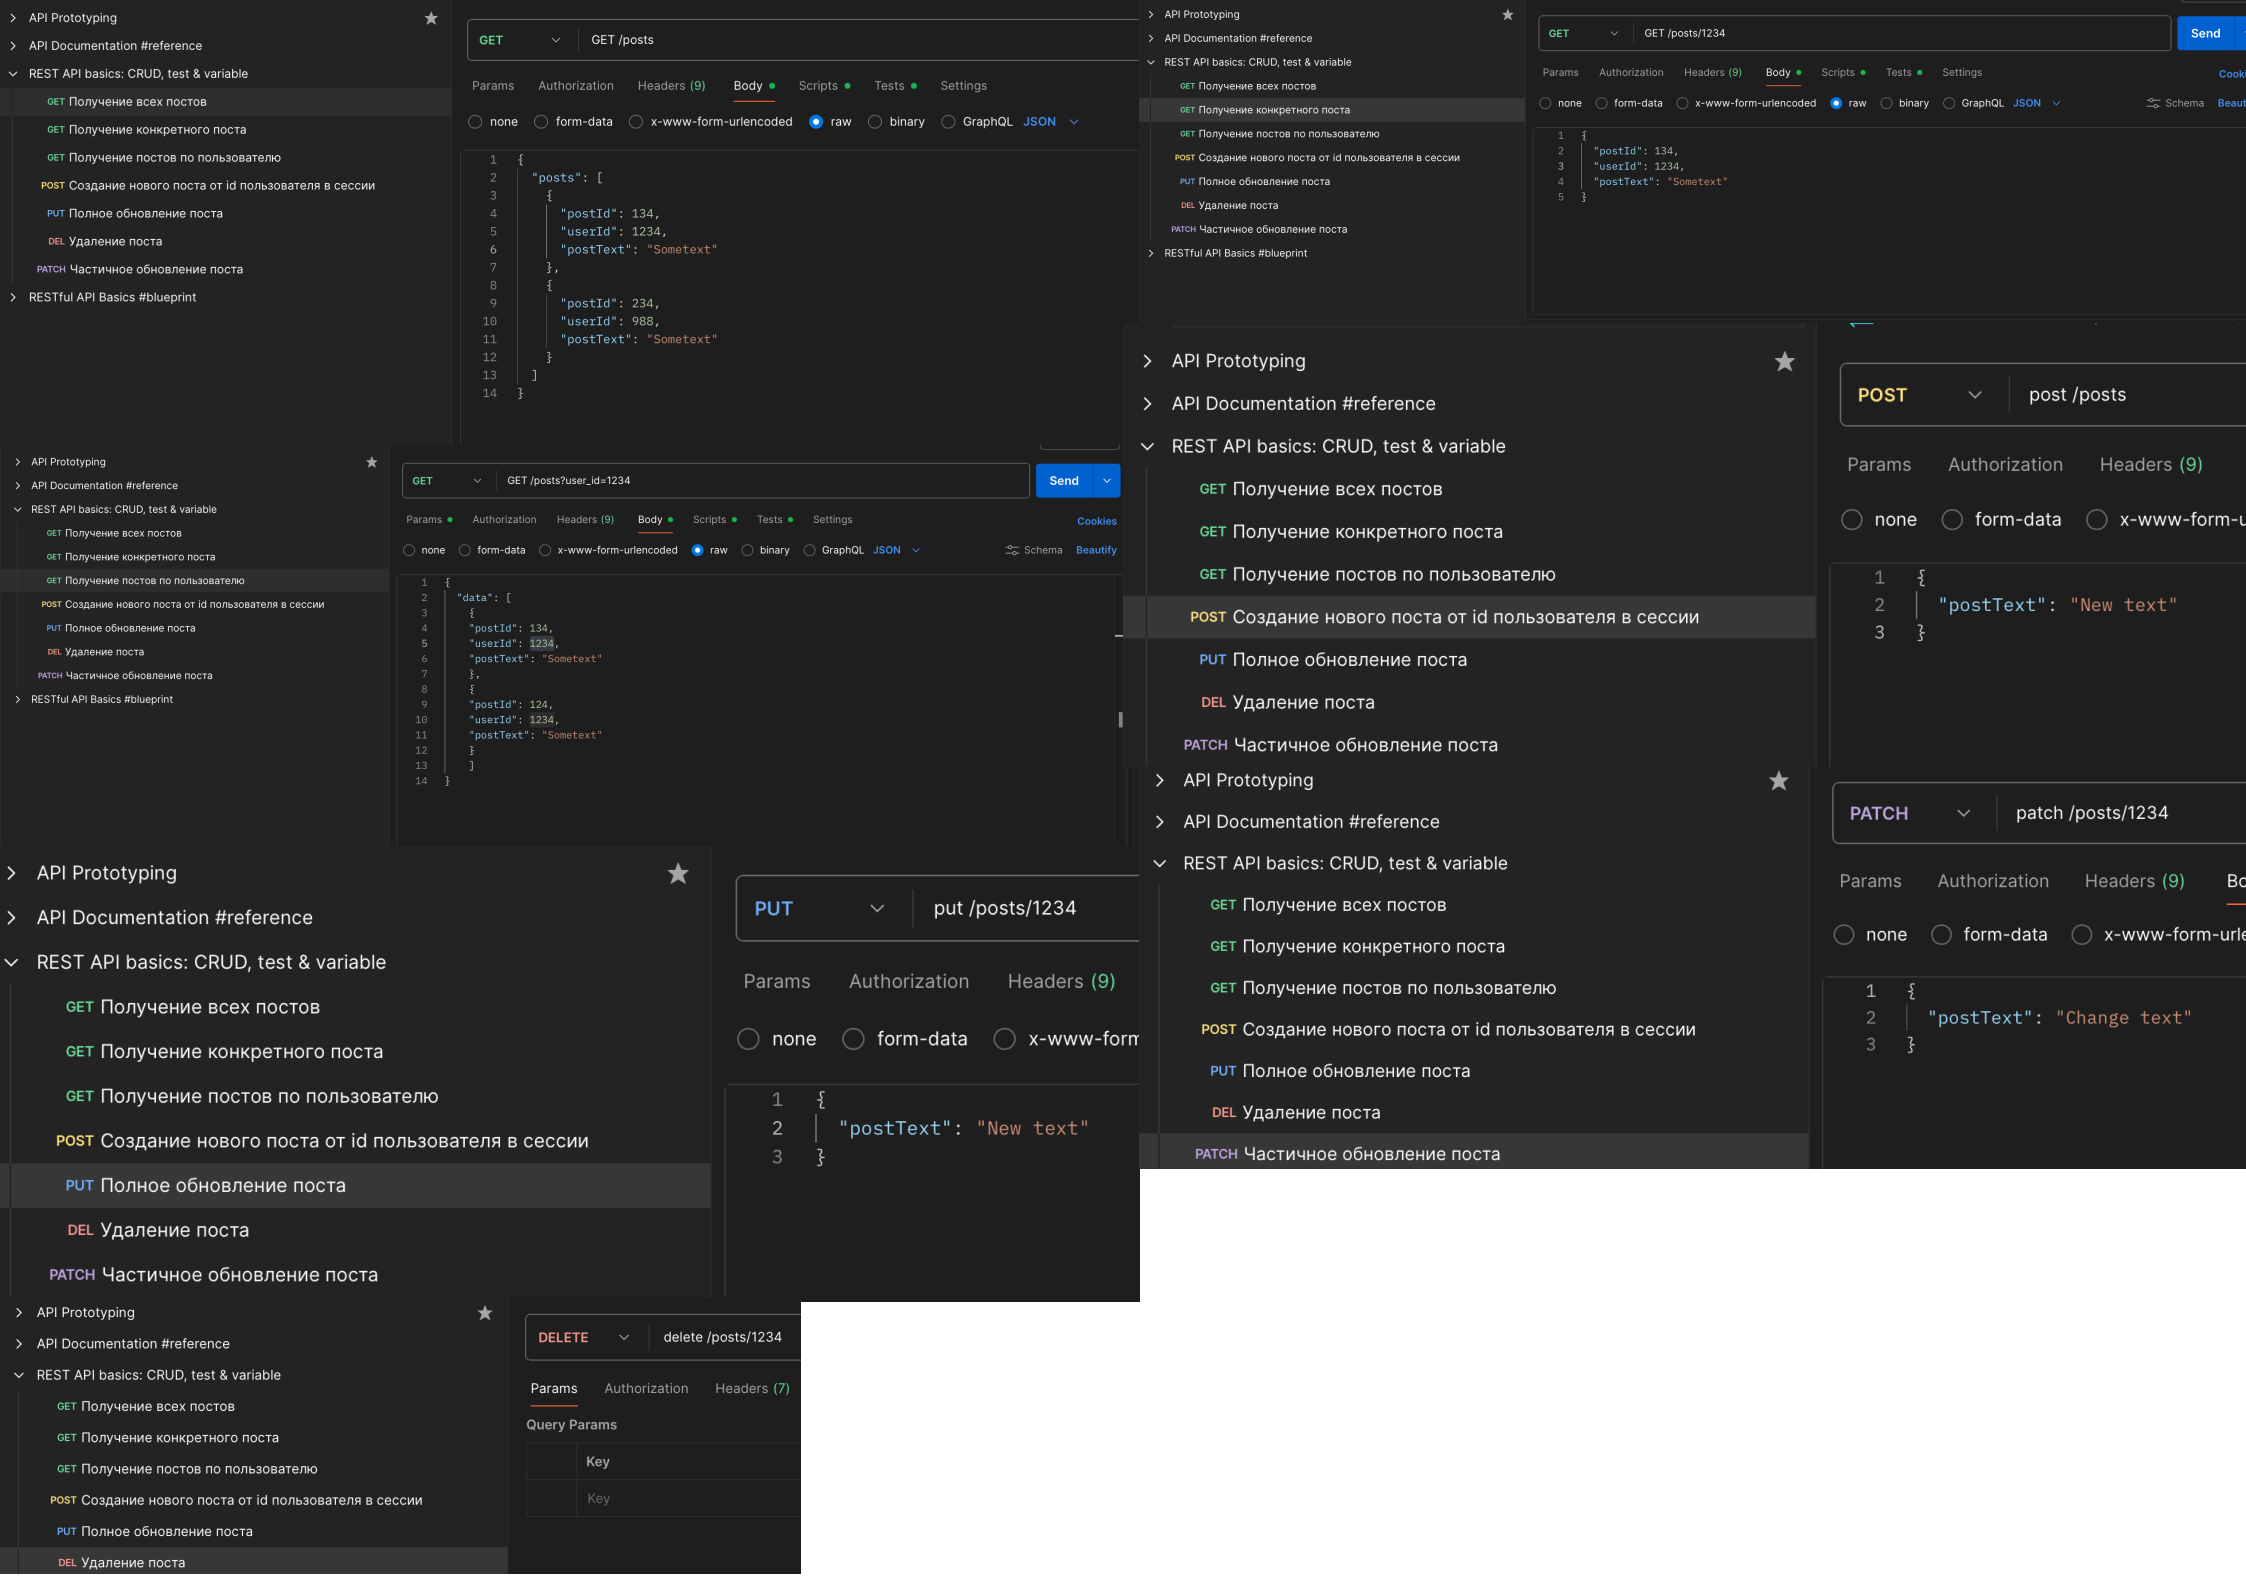 API Prototyping
API Documentation #reference
REST API basics: CRUD, test & variable
GET Получение всех постов
GET Получение конкретного поста
GET Получение постов по пользователю
POST Создание нового поста от id пользователя в сессии
PUT Полное обновление поста
DEL Удаление поста
PATCH Частичное обновление поста
RESTful API Basics #blueprint
GET GET /posts
Params Authorization Headers (9) Body Scripts Tests Settings
none form-data x-www-form-urlencoded raw binary GraphQL JSON
1 {
2 "posts": [
3 {
4 "postId": 134,
5 "userId": 1234,
6 "postText": "Sometext"
7 },
8 {
9 "postId": 234,
10 "userId": 988,
11 "postText": "Sometext"
12 }
13 ]
14 }
API Prototyping
API Documentation #reference
REST API basics: CRUD, test & variable
GET Получение всех постов
GET Получение конкретного поста
GET Получение постов по пользователю
POST Создание нового поста от id пользователя в сессии
PUT Полное обновление поста
DEL Удаление поста
PATCH Частичное обновление поста
RESTful API Basics #blueprint
GET GET /posts/1234 Send
Params Authorization Headers (9) Body Scripts Tests Settings Cooki
none form-data x-www-form-urlencoded raw binary GraphQL JSON Schema Beaut
1 {
2 "postId": 134,
3 "userId": 1234,
4 "postText": "Sometext"
5 }
API Prototyping
API Documentation #reference
REST API basics: CRUD, test & variable
GET Получение всех постов
GET Получение конкретного поста
GET Получение постов по пользователю
POST Создание нового поста от id пользователя в сессии
PUT Полное обновление поста
DEL Удаление поста
PATCH Частичное обновление поста
RESTful API Basics #blueprint
GET GET /posts?user_id=1234 Send
Params Authorization Headers (9) Body Scripts Tests Settings Cookies
none form-data x-www-form-urlencoded raw binary GraphQL JSON Schema Beautify
1 {
2 "data": [
3 {
4 "postId": 134,
5 "userId": 1234,
6 "postText": "Sometext"
7 },
8 {
9 "postId": 124,
10 "userId": 1234,
11 "postText": "Sometext"
12 }
13 ]
14 }
API Prototyping
API Documentation #reference
REST API basics: CRUD, test & variable
GET Получение всех постов
GET Получение конкретного поста
GET Получение постов по пользователю
POST Создание нового поста от id пользователя в сессии
PUT Полное обновление поста
DEL Удаление поста
PATCH Частичное обновление поста
POST post /posts
Params Authorization Headers (9)
none form-data x-www-form-u
1 {
2 "postText": "New text"
3 }
API Prototyping
API Documentation #reference
REST API basics: CRUD, test & variable
GET Получение всех постов
GET Получение конкретного поста
GET Получение постов по пользователю
POST Создание нового поста от id пользователя в сессии
PUT Полное обновление поста
DEL Удаление поста
PATCH Частичное обновление поста
PUT put /posts/1234
Params Authorization Headers (9)
none form-data x-www-form
1 {
2 "postText": "New text"
3 }
API Prototyping
API Documentation #reference
REST API basics: CRUD, test & variable
GET Получение всех постов
GET Получение конкретного поста
GET Получение постов по пользователю
POST Создание нового поста от id пользователя в сессии
PUT Полное обновление поста
DEL Удаление поста
PATCH Частичное обновление поста
PATCH patch /posts/1234
Params Authorization Headers (9) Bo
none form-data x-www-form-urle
1 {
2 "postText": "Change text"
3 }
API Prototyping
API Documentation #reference
REST API basics: CRUD, test & variable
GET Получение всех постов
GET Получение конкретного поста
GET Получение постов по пользователю
POST Создание нового поста от id пользователя в сессии
PUT Полное обновление поста
DEL Удаление поста
DELETE delete /posts/1234
Params Authorization Headers (7)
Query Params
Key
Key